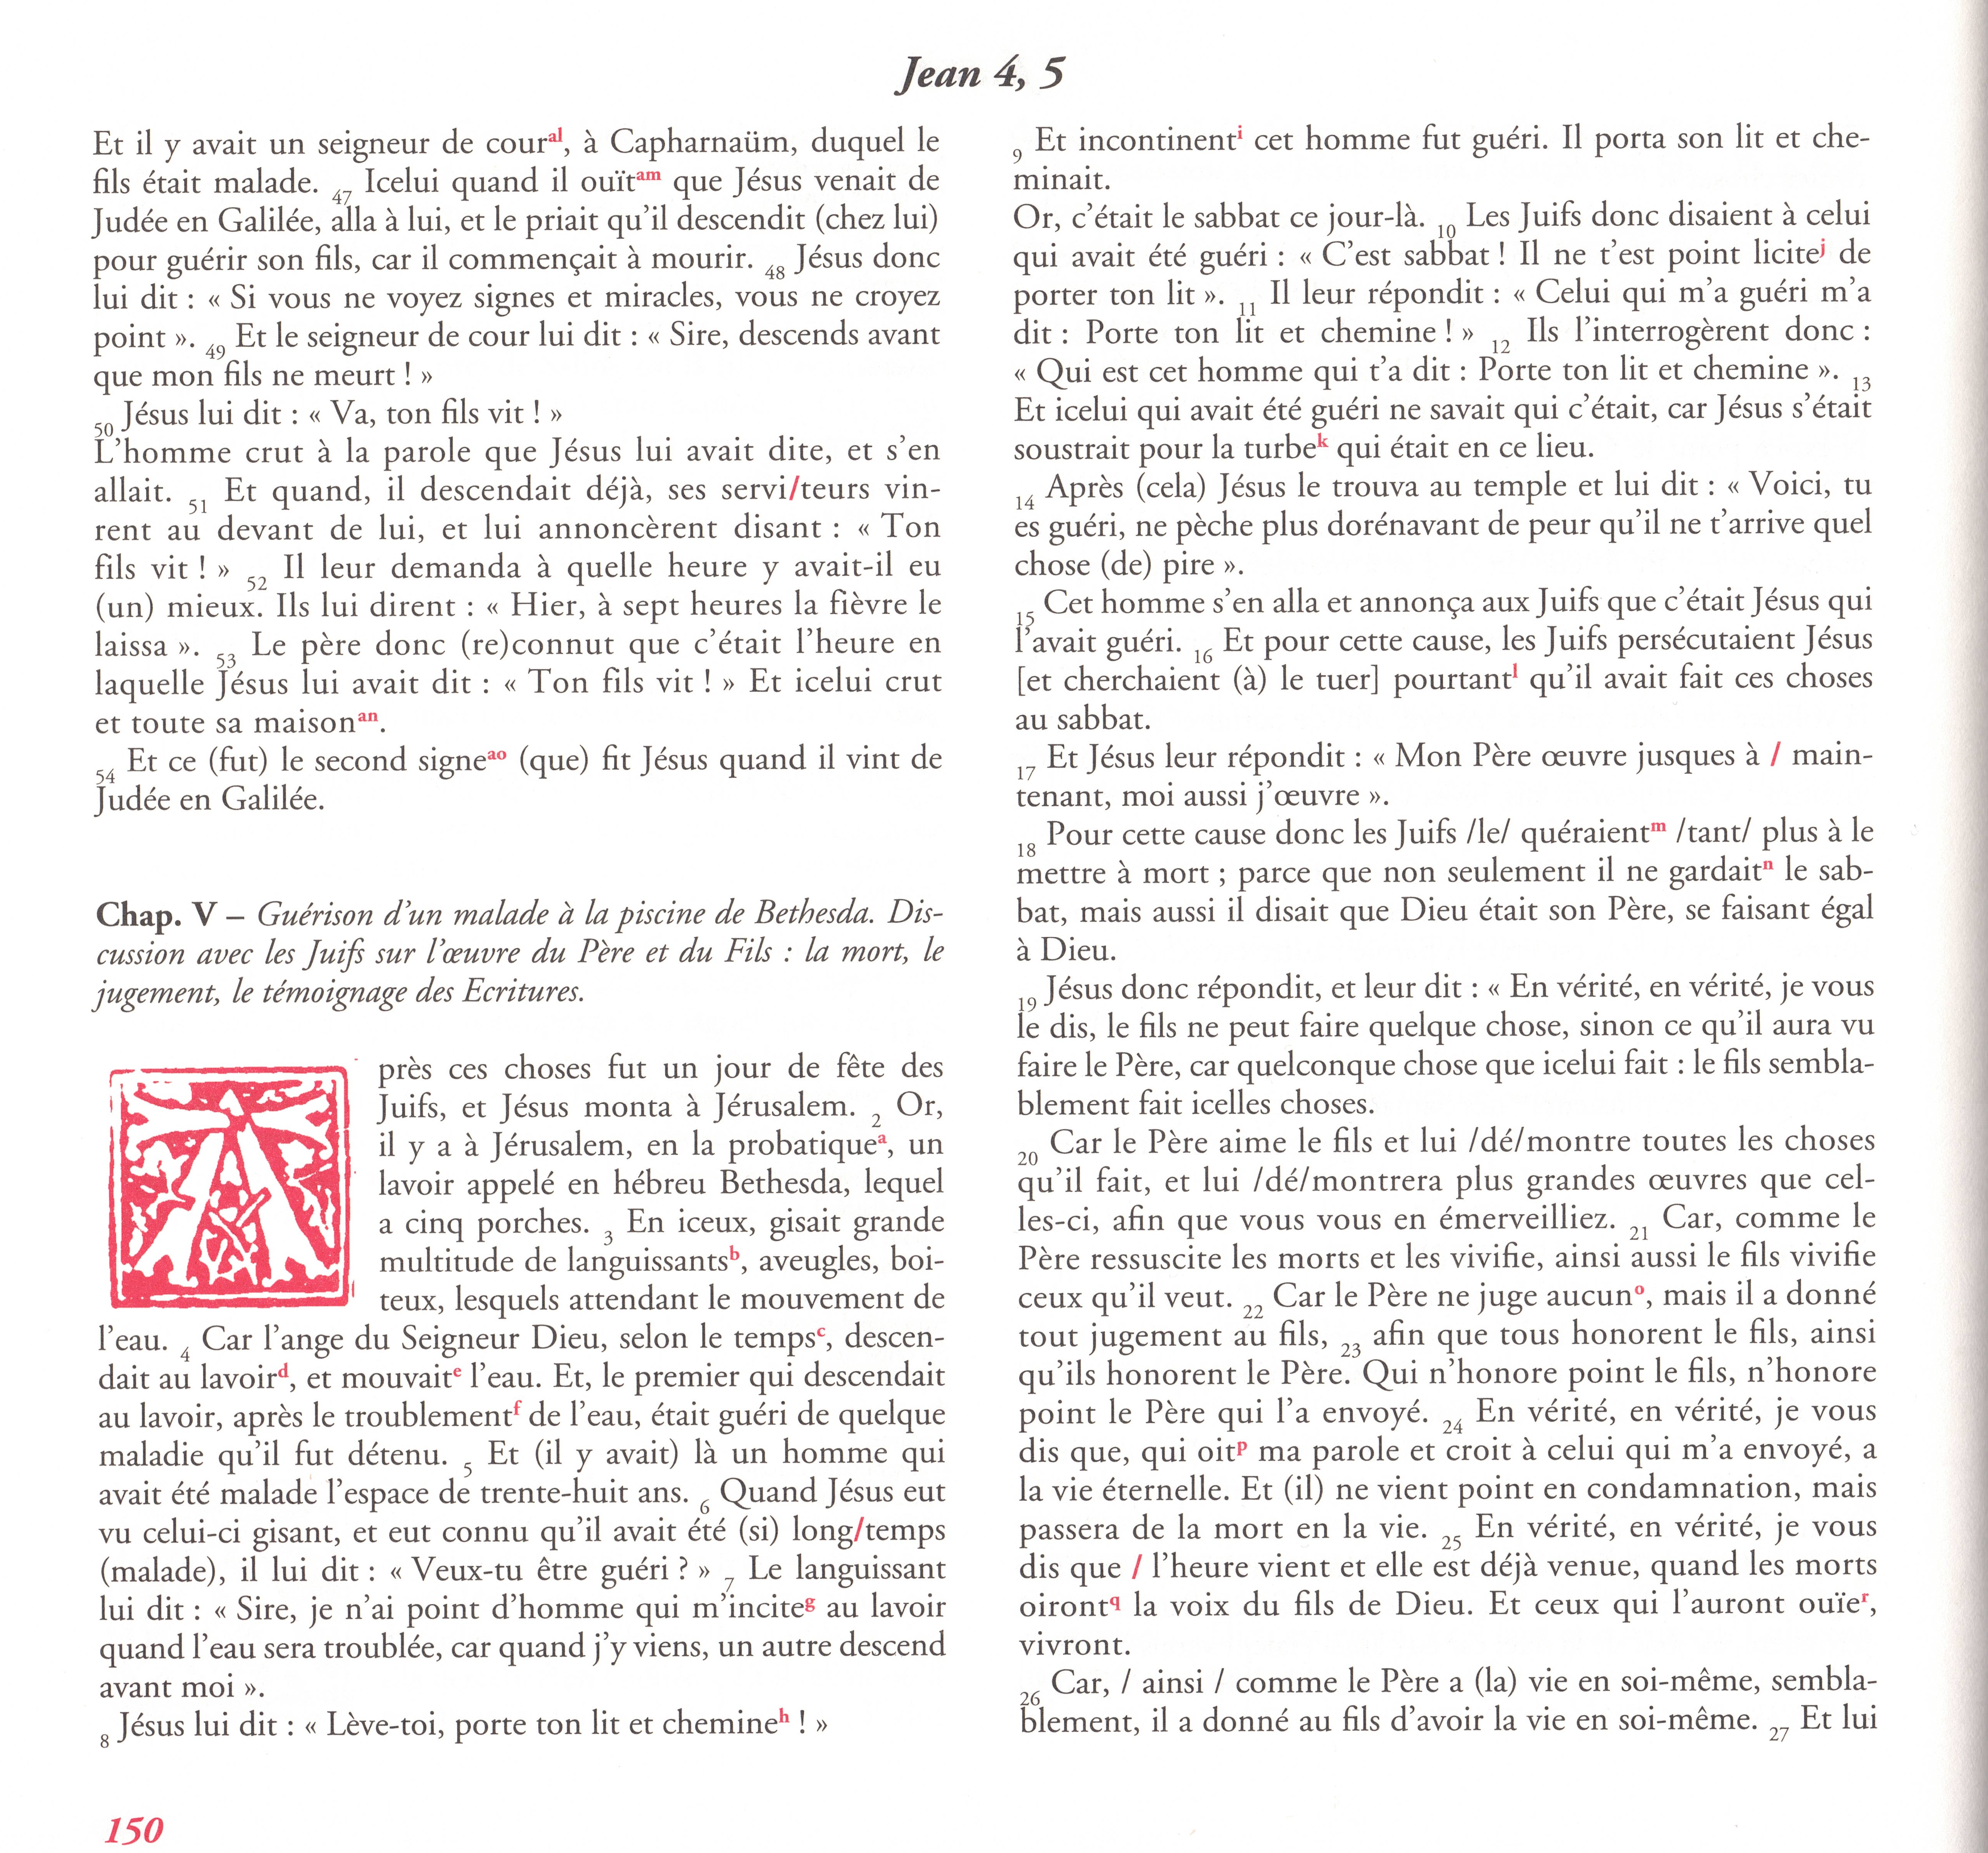 Jean 4, 5
Et il y avait un seigneur de cour^al, à Capharnaüm, duquel le
fils était malade. 47 Icelui quand il ouït^am que Jésus venait de
Judée en Galilée, alla à lui, et le priait qu'il descendit (chez lui)
pour guérir son fils, car il commençait à mourir. 48 Jésus donc
lui dit : « Si vous ne voyez signes et miracles, vous ne croyez
point ». 49 Et le seigneur de cour lui dit : « Sire, descends avant
que mon fils ne meurt ! »
50 Jésus lui dit : « Va, ton fils vit ! »
L'homme crut à la parole que Jésus lui avait dite, et s'en
allait. 51 Et quand, il descendait déjà, ses servi/teurs vin-
rent au devant de lui, et lui annoncèrent disant : « Ton
fils vit ! » 52 Il leur demanda à quelle heure y avait-il eu
(un) mieux. Ils lui dirent : « Hier, à sept heures la fièvre le
laissa ». 53 Le père donc (re)connut que c'était l'heure en
laquelle Jésus lui avait dit : « Ton fils vit ! » Et icelui crut
et toute sa maison^an.
54 Et ce (fut) le second signe^ao (que) fit Jésus quand il vint de
Judée en Galilée.
Chap. V – Guérison d'un malade à la piscine de Bethesda. Dis-
cussion avec les Juifs sur l'œuvre du Père et du Fils : la mort, le
jugement, le témoignage des Ecritures.
A
près ces choses fut un jour de fête des
Juifs, et Jésus monta à Jérusalem. 2 Or,
il y a à Jérusalem, en la probatique^a, un
lavoir appelé en hébreu Bethesda, lequel
a cinq porches. 3 En iceux, gisait grande
multitude de languissants^b, aveugles, boi-
teux, lesquels attendant le mouvement de
l'eau. 4 Car l'ange du Seigneur Dieu, selon le temps^c, descen-
dait au lavoir^d, et mouvait^e l'eau. Et, le premier qui descendait
au lavoir, après le troublement^f de l'eau, était guéri de quelque
maladie qu'il fut détenu. 5 Et (il y avait) là un homme qui
avait été malade l'espace de trente-huit ans. 6 Quand Jésus eut
vu celui-ci gisant, et eut connu qu'il avait été (si) long/temps
(malade), il lui dit : « Veux-tu être guéri ? » 7 Le languissant
lui dit : « Sire, je n'ai point d'homme qui m'incite^g au lavoir
quand l'eau sera troublée, car quand j'y viens, un autre descend
avant moi ».
8 Jésus lui dit : « Lève-toi, porte ton lit et chemine^h ! »
9 Et incontinent^i cet homme fut guéri. Il porta son lit et che-
minait.
Or, c'était le sabbat ce jour-là. 10 Les Juifs donc disaient à celui
qui avait été guéri : « C'est sabbat ! Il ne t'est point licite^j de
porter ton lit ». 11 Il leur répondit : « Celui qui m'a guéri m'a
dit : Porte ton lit et chemine ! » 12 Ils l'interrogèrent donc :
« Qui est cet homme qui t'a dit : Porte ton lit et chemine ». 13
Et icelui qui avait été guéri ne savait qui c'était, car Jésus s'était
soustrait pour la turbe^k qui était en ce lieu.
14 Après (cela) Jésus le trouva au temple et lui dit : « Voici, tu
es guéri, ne pèche plus dorénavant de peur qu'il ne t'arrive quel
chose (de) pire ».
15 Cet homme s'en alla et annonça aux Juifs que c'était Jésus qui
l'avait guéri. 16 Et pour cette cause, les Juifs persécutaient Jésus
[et cherchaient (à) le tuer] pourtant^l qu'il avait fait ces choses
au sabbat.
17 Et Jésus leur répondit : « Mon Père œuvre jusques à / main-
tenant, moi aussi j'œuvre ».
18 Pour cette cause donc les Juifs /le/ quéraient^m /tant/ plus à le
mettre à mort ; parce que non seulement il ne gardait^n le sab-
bat, mais aussi il disait que Dieu était son Père, se faisant égal
à Dieu.
19 Jésus donc répondit, et leur dit : « En vérité, en vérité, je vous
le dis, le fils ne peut faire quelque chose, sinon ce qu'il aura vu
faire le Père, car quelconque chose que icelui fait : le fils sembla-
blement fait icelles choses.
20 Car le Père aime le fils et lui /dé/montre toutes les choses
qu'il fait, et lui /dé/montrera plus grandes œuvres que cel-
les-ci, afin que vous vous en émerveilliez. 21 Car, comme le
Père ressuscite les morts et les vivifie, ainsi aussi le fils vivifie
ceux qu'il veut. 22 Car le Père ne juge aucun^o, mais il a donné
tout jugement au fils, 23 afin que tous honorent le fils, ainsi
qu'ils honorent le Père. Qui n'honore point le fils, n'honore
point le Père qui l'a envoyé. 24 En vérité, en vérité, je vous
dis que, qui oit^p ma parole et croit à celui qui m'a envoyé, a
la vie éternelle. Et (il) ne vient point en condamnation, mais
passera de la mort en la vie. 25 En vérité, en vérité, je vous
dis que / l'heure vient et elle est déjà venue, quand les morts
oiront^q la voix du fils de Dieu. Et ceux qui l'auront ouïe^r,
vivront.
26 Car, / ainsi / comme le Père a (la) vie en soi-même, sembla-
blement, il a donné au fils d'avoir la vie en soi-même. 27 Et lui
150